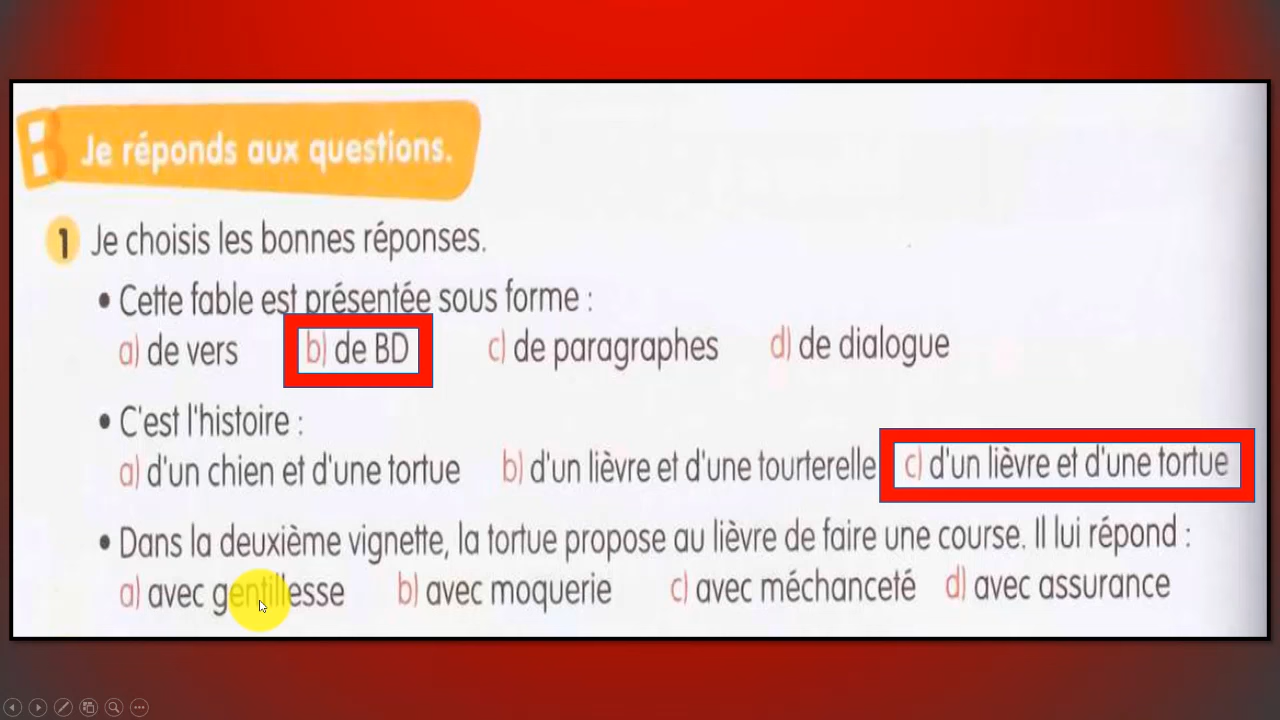 B Je réponds aux questions.
1 Je choisis les bonnes réponses.
• Cette fable est présentée sous forme :
a) de vers b) de BD c) de paragraphes d) de dialogue
• C'est l'histoire :
a) d'un chien et d'une tortue b) d'un lièvre et d'une tourterelle c) d'un lièvre et d'une tortue
• Dans la deuxième vignette, la tortue propose au lièvre de faire une course. Il lui répond :
a) avec gentillesse b) avec moquerie c) avec méchanceté d) avec assurance